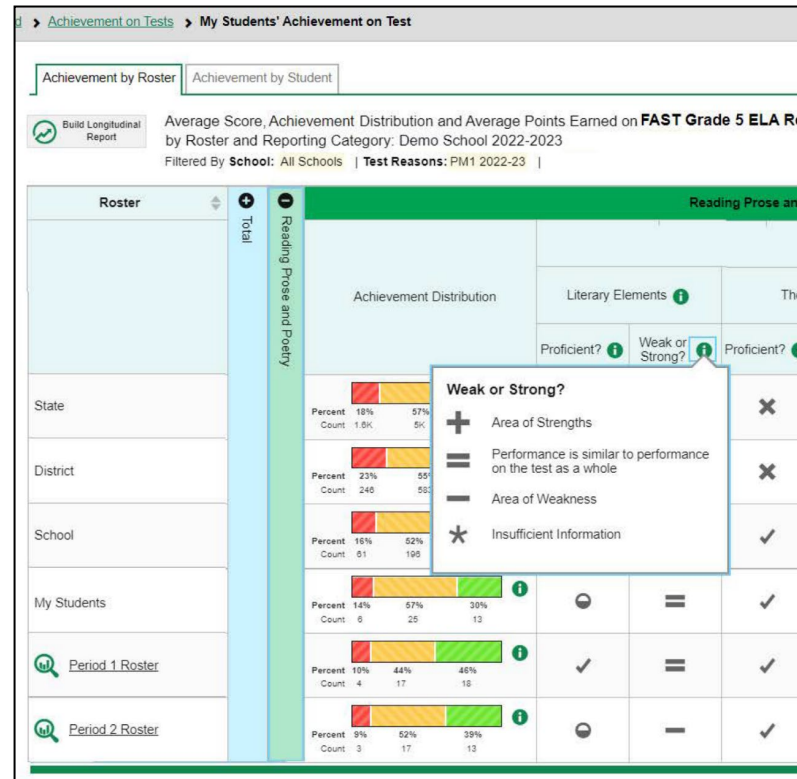 d > Achievement on Tests > My Students' Achievement on Test
Achievement by Roster Achievement by Student
Build Longitudinal Report
Average Score, Achievement Distribution and Average Points Earned on FAST Grade 5 ELA Re
by Roster and Reporting Category: Demo School 2022-2023
Filtered By School: All Schools | Test Reasons: PM1 2022-23 |
Roster
Total
Reading Prose and Poetry
Reading Prose an
Achievement Distribution
Literary Elements
The
Proficient?
Weak or Strong?
Proficient?
Weak or Strong?
Area of Strengths
Performance is similar to performance
on the test as a whole
Area of Weakness
Insufficient Information
State
Percent 18% 57%
Count 1.6K 5K
District
Percent 23% 55%
Count 246 583
School
Percent 16% 52%
Count 61 196
My Students
Percent 14% 57% 30%
Count 6 25 13
Period 1 Roster
Percent 10% 44% 46%
Count 4 17 18
Period 2 Roster
Percent 9% 52% 39%
Count 3 17 13